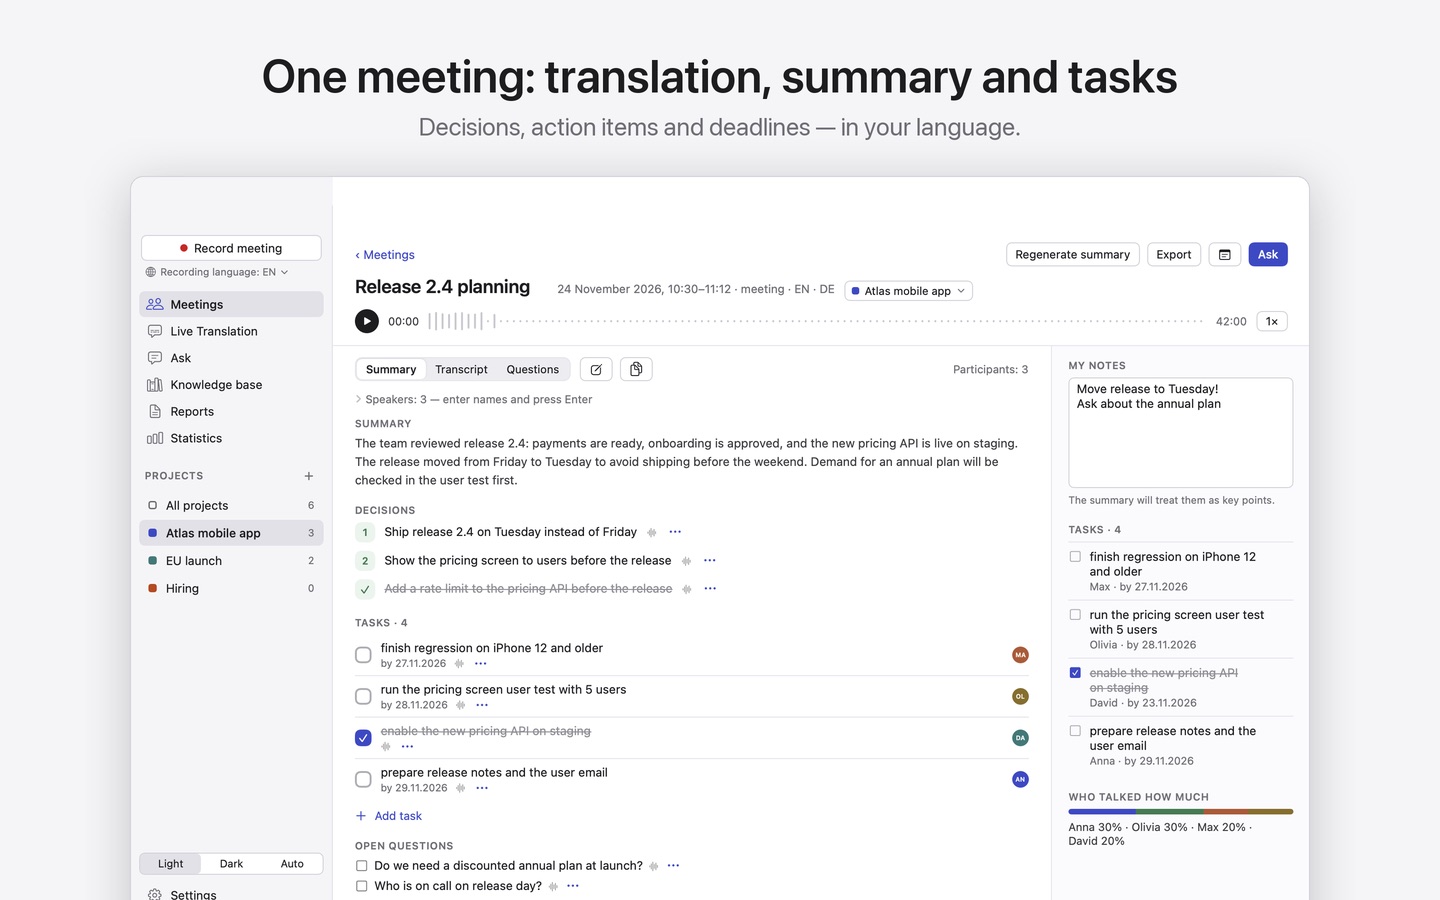 One meeting: translation, summary and tasks
Decisions, action items and deadlines — in your language.
Record meeting
Recording language: EN
Meetings
Live Translation
Ask
Knowledge base
Reports
Statistics
PROJECTS +
All projects 6
Atlas mobile app 3
EU launch 2
Hiring 0
Light Dark Auto
Settings
‹ Meetings
Regenerate summary Export Ask
Release 2.4 planning 24 November 2026, 10:30–11:12 · meeting · EN · DE Atlas mobile app
00:00 42:00 1×
Summary Transcript Questions Participants: 3
Speakers: 3 — enter names and press Enter
SUMMARY
The team reviewed release 2.4: payments are ready, onboarding is approved, and the new pricing API is live on staging.
The release moved from Friday to Tuesday to avoid shipping before the weekend. Demand for an annual plan will be
checked in the user test first.
DECISIONS
1 Ship release 2.4 on Tuesday instead of Friday ···
2 Show the pricing screen to users before the release ···
Add a rate limit to the pricing API before the release ···
TASKS · 4
finish regression on iPhone 12 and older
by 27.11.2026 ···
MA
run the pricing screen user test with 5 users
by 28.11.2026 ···
OL
enable the new pricing API on staging
···
DA
prepare release notes and the user email
by 29.11.2026 ···
AN
+ Add task
OPEN QUESTIONS
Do we need a discounted annual plan at launch? ···
Who is on call on release day? ···
MY NOTES
Move release to Tuesday!
Ask about the annual plan
The summary will treat them as key points.
TASKS · 4
finish regression on iPhone 12
and older
Max · by 27.11.2026
run the pricing screen user test
with 5 users
Olivia · by 28.11.2026
enable the new pricing API
on staging
David · by 23.11.2026
prepare release notes and the
user email
Anna · by 29.11.2026
WHO TALKED HOW MUCH
Anna 30% · Olivia 30% · Max 20% ·
David 20%